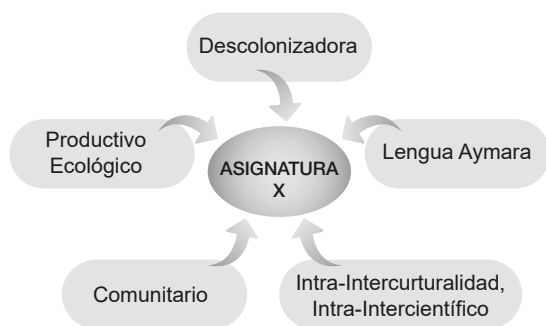 Descolonizadora
Productivo
Ecológico
ASIGNATURA
X
Lengua Aymara
Comunitario
Intra-Intercurturalidad,
Intra-Intercientífico